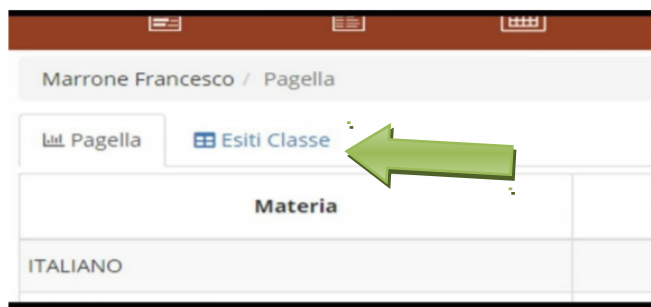 Marrone Francesco / Pagella
Pagella Esiti Classe
Materia
ITALIANO